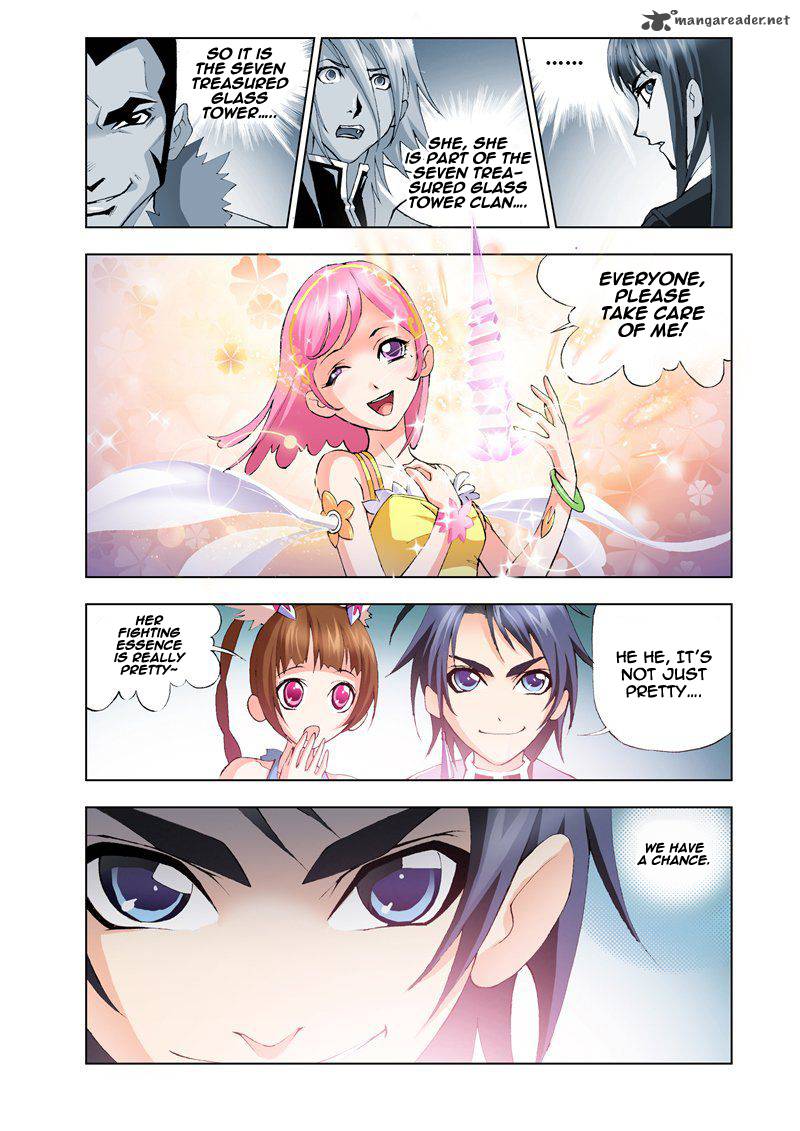 mangareader.net
SO IT IS
THE SEVEN
TREASURED
GLASS
TOWER.....
SHE, SHE
IS PART OF THE
SEVEN TREA-
SURED GLASS
TOWER CLAN....
......
EVERYONE,
PLEASE
TAKE CARE
OF ME!
HER
FIGHTING
ESSENCE
IS REALLY
PRETTY~
HE HE, IT'S
NOT JUST
PRETTY....
WE HAVE
A CHANCE.